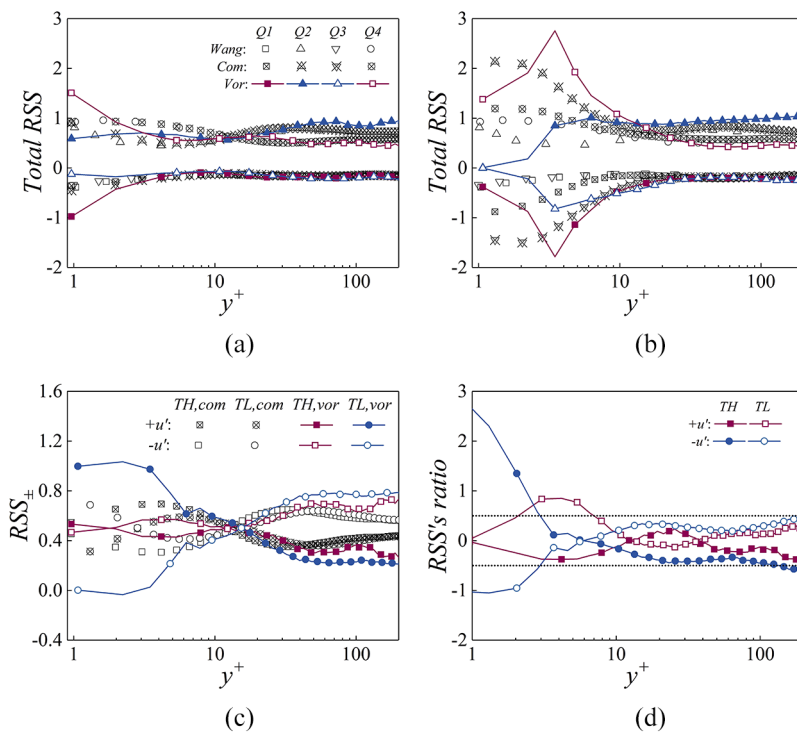 Q1 Q2 Q3 Q4
Wang:
Com:
Vor:
Total RSS
3
2
1
0
-1
-2
1 10 100
y+
(a)
Total RSS
3
2
1
0
-1
-2
1 10 100
y+
(b)
TH,com TL,com TH,vor TL,vor
+u':
-u':
RSS±
1.6
1.2
0.8
0.4
0.0
-0.4
1 10 100
y+
(c)
TH TL
+u':
-u':
RSS's ratio
3
2
1
0
-1
-2
1 10 100
y+
(d)